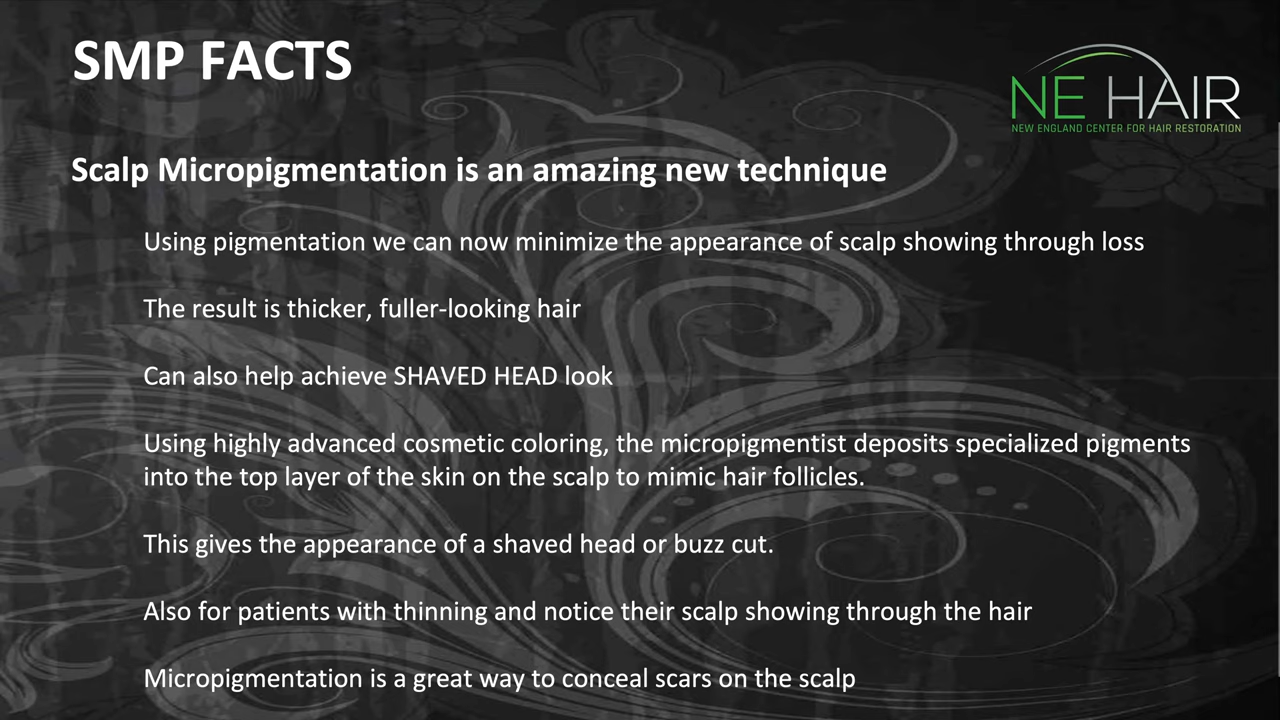 SMP FACTS
NE HAIR
NEW ENGLAND CENTER FOR HAIR RESTORATION
Scalp Micropigmentation is an amazing new technique
Using pigmentation we can now minimize the appearance of scalp showing through loss
The result is thicker, fuller-looking hair
Can also help achieve SHAVED HEAD look
Using highly advanced cosmetic coloring, the micropigmentist deposits specialized pigments
into the top layer of the skin on the scalp to mimic hair follicles.
This gives the appearance of a shaved head or buzz cut.
Also for patients with thinning and notice their scalp showing through the hair
Micropigmentation is a great way to conceal scars on the scalp